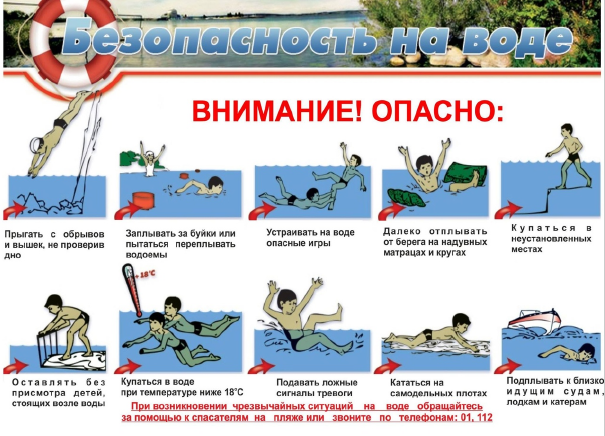 Безопасность на воде
ВНИМАНИЕ! ОПАСНО:
Прыгать с обрывов
и вышек, не проверив
дно
Заплывать за буйки или
пытаться переплывать
водоемы
Устраивать на воде
опасные игры
Далеко отплывать
от берега на надувных
матрацах и кругах
Купаться в
неустановленных
местах
+ 18°C
Оставлять без
присмотра детей,
стоящих возле воды
Купаться в воде
при температуре ниже 18°C
Подавать ложные
сигналы тревоги
Кататься на
самодельных плотах
Подплывать к близко
идущим судам,
лодкам и катерам
При возникновении чрезвычайных ситуаций на воде обращайтесь
за помощью к спасателям на пляже или звоните по телефонам: 01, 112